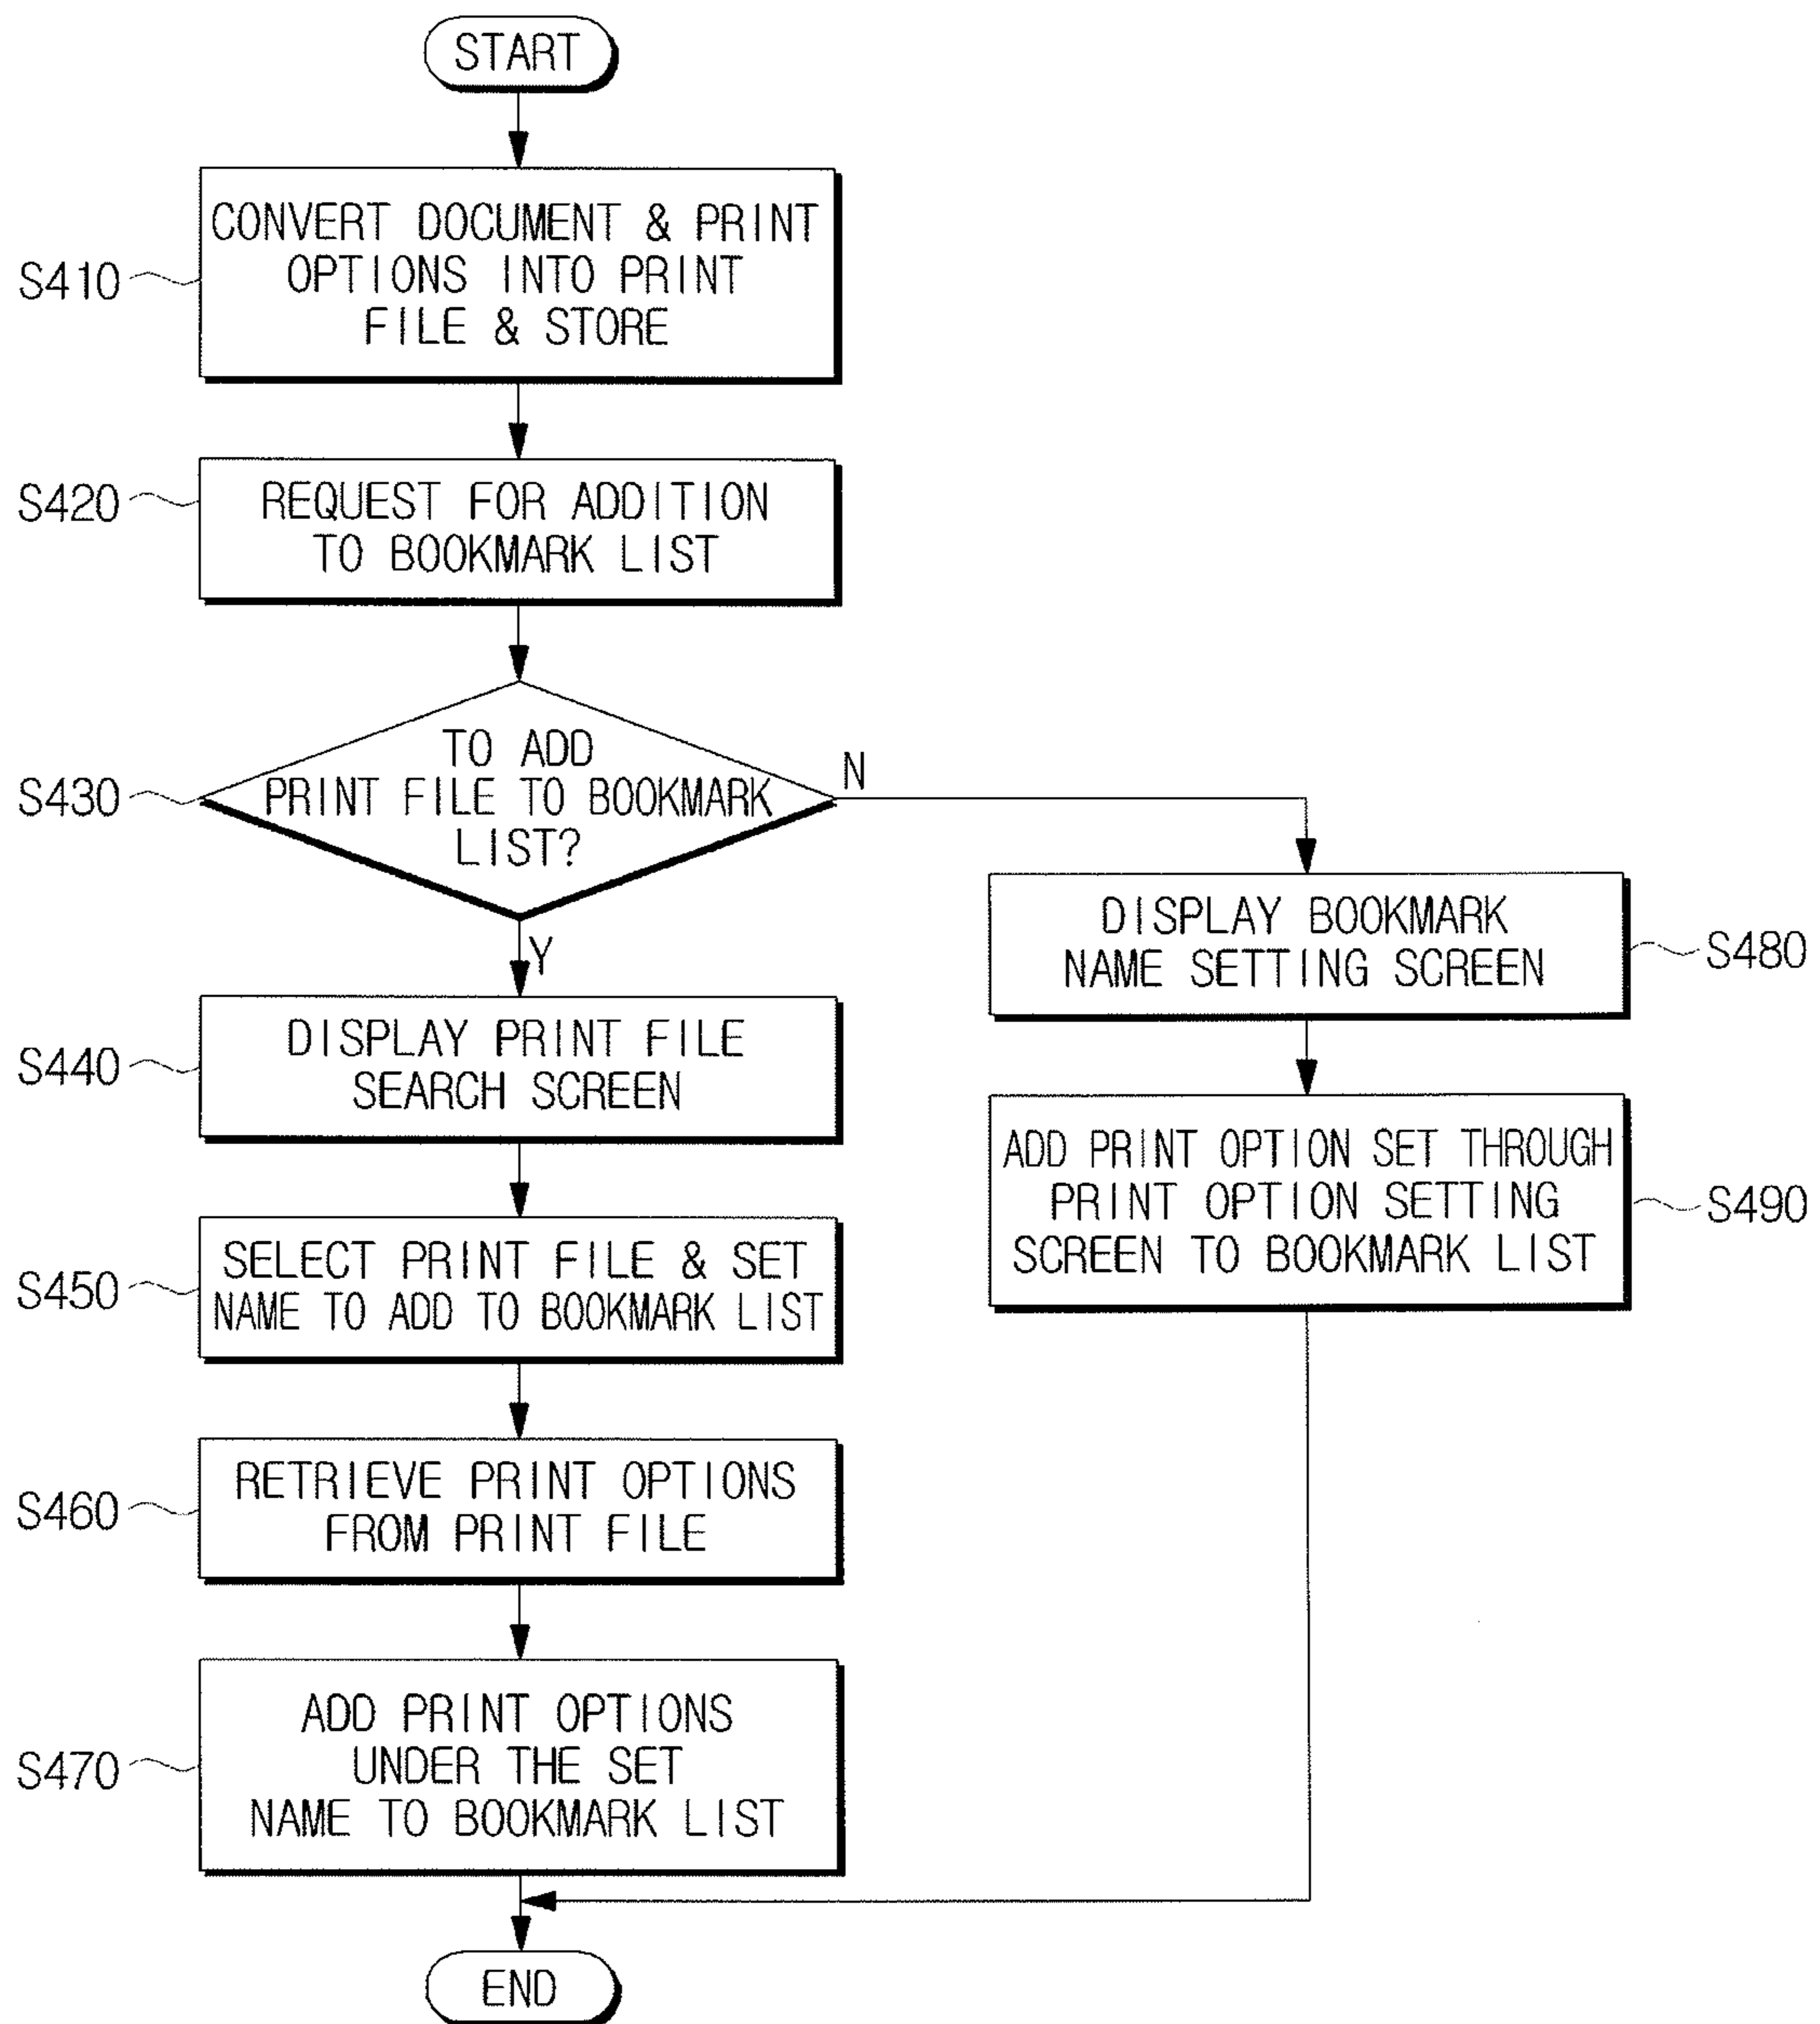 START
S410
CONVERT DOCUMENT & PRINT
OPTIONS INTO PRINT
FILE & STORE
S420
REQUEST FOR ADDITION
TO BOOKMARK LIST
S430
TO ADD
PRINT FILE TO BOOKMARK
LIST?
N
Y
S440
DISPLAY PRINT FILE
SEARCH SCREEN
S450
SELECT PRINT FILE & SET
NAME TO ADD TO BOOKMARK LIST
S460
RETRIEVE PRINT OPTIONS
FROM PRINT FILE
S470
ADD PRINT OPTIONS
UNDER THE SET
NAME TO BOOKMARK LIST
DISPLAY BOOKMARK
NAME SETTING SCREEN
S480
ADD PRINT OPTION SET THROUGH
PRINT OPTION SETTING
SCREEN TO BOOKMARK LIST
S490
END